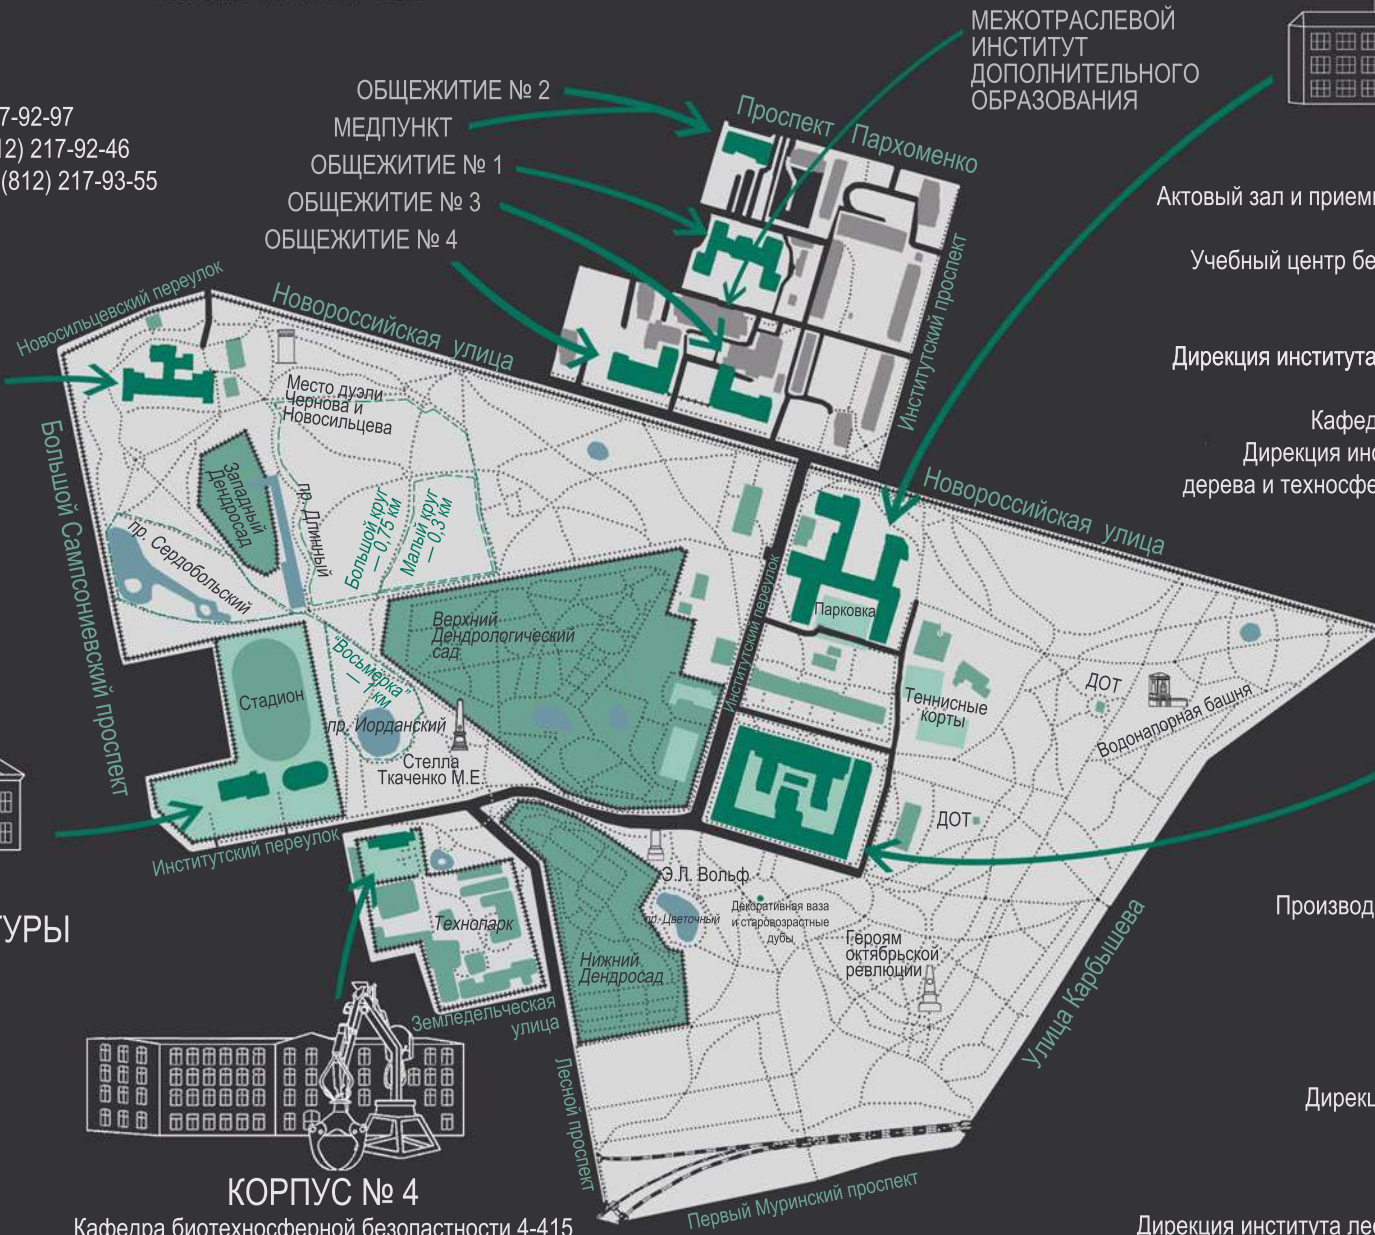 МЕЖОТРАСЛЕВОЙ
ИНСТИТУТ
ДОПОЛНИТЕЛЬНОГО
ОБРАЗОВАНИЯ
7-92-97
12) 217-92-46
(812) 217-93-55
ОБЩЕЖИТИЕ № 2
МЕДПУНКТ
ОБЩЕЖИТИЕ № 1
ОБЩЕЖИТИЕ № 3
ОБЩЕЖИТИЕ № 4
Проспект Пархоменко
Институтский проспект
Актовый зал и приемн
Учебный центр бе
Дирекция института
Кафед
Дирекция инс
дерева и техносфе
Новосильцевский переулок
Новороссийская улица
Место дуэли
Чернова и
Новосильцева
Большой Сампсониевский проспект
Западный
Дендросад
пр. Длинный
Большой круг
— 0,75 км
Малый круг
— 0,3 км
пр. Сердобольский
Новороссийская улица
Институтский переулок
Парковка
Верхний
Дендрологический
сад
"Восьмёрка"
— 1 км
Стадион
пр. Иорданский
Стелла
Ткаченко М.Е.
Теннисные
корты
ДОТ
Водонапорная башня
ДОТ
Институтский переулок
Э.Л. Вольф
пр. Цветочный
Декоративная ваза
и старовозрастные
дубы
Героям
октябрьской
ревлюции
Улица Карбышева
Технопарк
Нижний
Дендросад
Земледельческая
улица
Лесной проспект
Первый Муринский проспект
ТУРЫ
Производ
Дирекц
КОРПУС № 4
Кафедра биотехносферной безопастности 4-415
Дирекция института лес